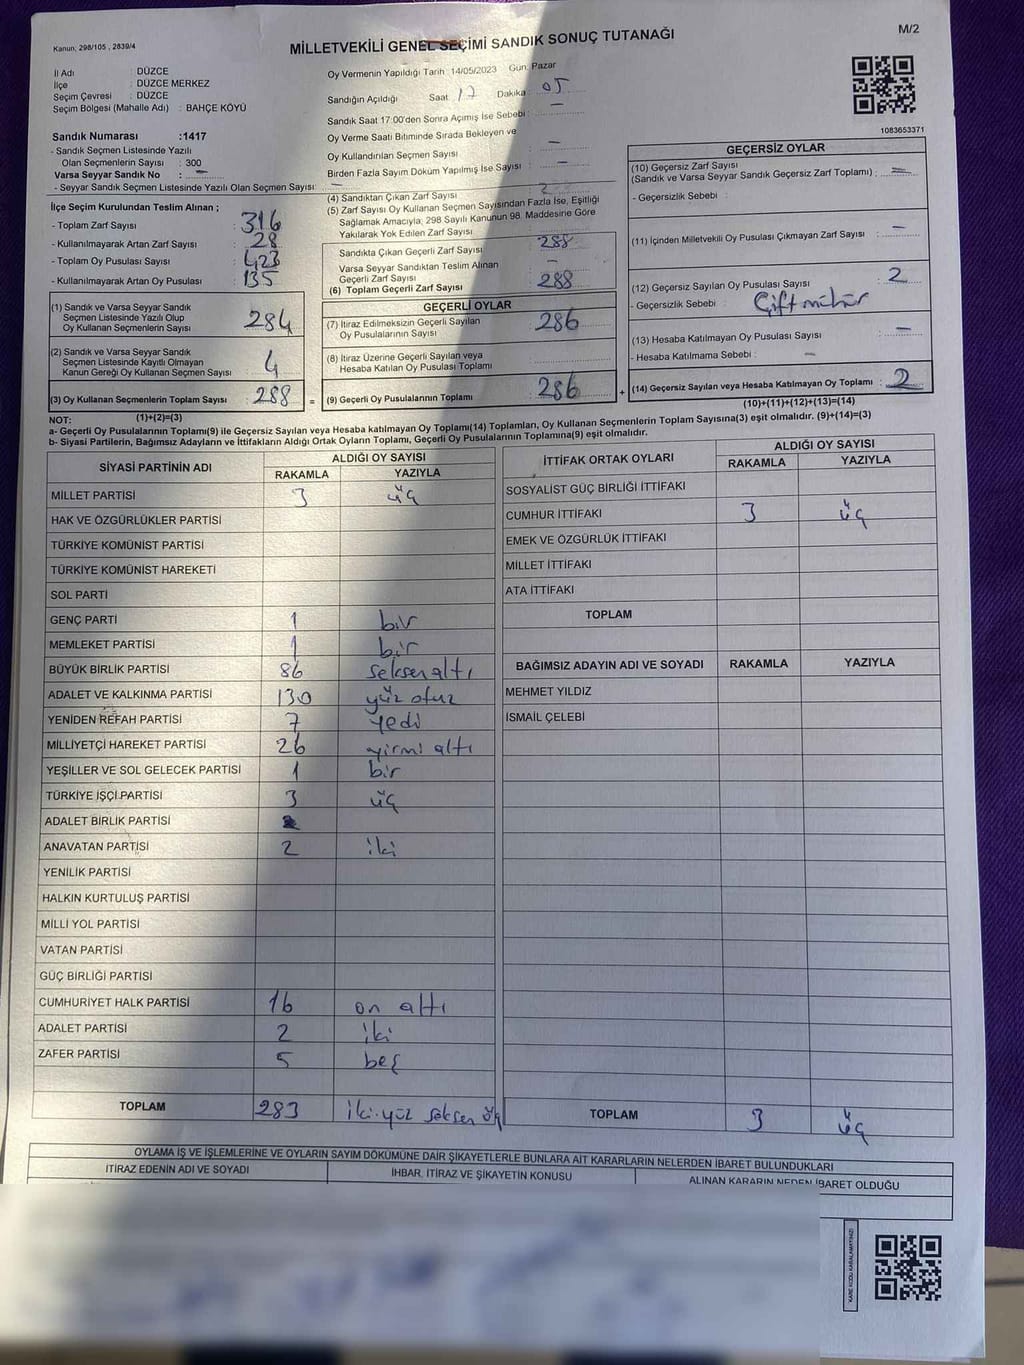 Kanun, 298/105 , 2839/4
MİLLETVEKİLİ GENEL SEÇİMİ SANDIK SONUÇ TUTANAĞI
M/2
İl Adı : DÜZCE
İlçe : DÜZCE MERKEZ
Seçim Çevresi : DÜZCE
Seçim Bölgesi (Mahalle Adı) : BAHÇE KÖYÜ
Sandık Numarası :1417
- Sandık Seçmen Listesinde Yazılı
Olan Seçmenlerin Sayısı : 300
Varsa Seyyar Sandık No : —
- Seyyar Sandık Seçmen Listesinde Yazılı Olan Seçmen Sayısı: —
Oy Vermenin Yapıldığı Tarih :14/05/2023 Gün: Pazar
Sandığın Açıldığı Saat 17 Dakika: 05
Sandık Saat 17:00'den Sonra Açımış İse Sebebi : —
Oy Verme Saati Bitiminde Sırada Bekleyen ve
Oy Kullandırılan Seçmen Sayısı : —
Birden Fazla Sayım Döküm Yapılmış İse Sayısı : —
1083653371
İlçe Seçim Kurulundan Teslim Alınan ;
- Toplam Zarf Sayısı : 316
- Kullanılmayarak Artan Zarf Sayısı : 28
- Toplam Oy Pusulası Sayısı : 423
- Kullanılmayarak Artan Oy Pusulası : 135
(1) Sandık ve Varsa Seyyar Sandık
Seçmen Listesinde Yazılı Olup
Oy Kullanan Seçmenlerin Sayısı : 284
(2) Sandık ve Varsa Seyyar Sandık
Seçmen Listesinde Kayıtlı Olmayan
Kanun Gereği Oy Kullanan Seçmen Sayısı : 4
(3) Oy Kullanan Seçmenlerin Toplam Sayısı : 288
(1)+(2)=(3)
(4) Sandıktan Çıkan Zarf Sayısı
(5) Zarf Sayısı Oy Kullanan Seçmen Sayısından Fazla İse, Eşitliği
Sağlamak Amacıyla, 298 Sayılı Kanunun 98. Maddesine Göre
Yakılarak Yok Edilen Zarf Sayısı
Sandıkta Çıkan Geçerli Zarf Sayısı : 288
Varsa Seyyar Sandıktan Teslim Alınan
Geçerli Zarf Sayısı : —
(6) Toplam Geçerli Zarf Sayısı : 288
GEÇERLİ OYLAR
(7) İtiraz Edilmeksizin Geçerli Sayılan
Oy Pusulalarının Sayısı : 286
(8) İtiraz Üzerine Geçerli Sayılan veya
Hesaba Katılan Oy Pusulası Toplamı :
= (9) Geçerli Oy Pusulalarının Toplamı : 286 +
GEÇERSİZ OYLAR
(10) Geçersiz Zarf Sayısı
(Sandık ve Varsa Seyyar Sandık Geçersiz Zarf Toplamı) : —
- Geçersizlik Sebebi :
(11) İçinden Milletvekili Oy Pusulası Çıkmayan Zarf Sayısı : —
(12) Geçersiz Sayılan Oy Pusulası Sayısı : 2
- Geçersizlik Sebebi : Çift mühür
(13) Hesaba Katılmayan Oy Pusulası Sayısı : —
- Hesaba Katılmama Sebebi : —
(14) Geçersiz Sayılan veya Hesaba Katılmayan Oy Toplamı : 2
(10)+(11)+(12)+(13)=(14)
NOT:
a- Geçerli Oy Pusulalarının Toplamı(9) ile Geçersiz Sayılan veya Hesaba katılmayan Oy Toplamı(14) Toplamları, Oy Kullanan Seçmenlerin Toplam Sayısına(3) eşit olmalıdır. (9)+(14)=(3)
b- Siyasi Partilerin, Bağımsız Adayların ve İttifakların Aldığı Ortak Oyların Toplamı, Geçerli Oy Pusulalarının Toplamına(9) eşit olmalıdır.
SİYASİ PARTİNİN ADI ALDIĞI OY SAYISI
RAKAMLA YAZIYLA
MİLLET PARTİSİ 3 üç
HAK VE ÖZGÜRLÜKLER PARTİSİ
TÜRKİYE KOMÜNİST PARTİSİ
TÜRKİYE KOMÜNİST HAREKETİ
SOL PARTİ
GENÇ PARTİ 1 bir
MEMLEKET PARTİSİ 1 bir
BÜYÜK BİRLİK PARTİSİ 86 seksen altı
ADALET VE KALKINMA PARTİSİ 130 yüz otuz
YENİDEN REFAH PARTİSİ 7 yedi
MİLLİYETÇİ HAREKET PARTİSİ 26 yirmi altı
YEŞİLLER VE SOL GELECEK PARTİSİ 1 bir
TÜRKİYE İŞÇİ PARTİSİ 3 üç
ADALET BİRLİK PARTİSİ
ANAVATAN PARTİSİ 2 iki
YENİLİK PARTİSİ
HALKIN KURTULUŞ PARTİSİ
MİLLİ YOL PARTİSİ
VATAN PARTİSİ
GÜÇ BİRLİĞİ PARTİSİ
CUMHURİYET HALK PARTİSİ 16 on altı
ADALET PARTİSİ 2 iki
ZAFER PARTİSİ 5 beş
TOPLAM 283 iki yüz seksen üç
İTTİFAK ORTAK OYLARI ALDIĞI OY SAYISI
RAKAMLA YAZIYLA
SOSYALİST GÜÇ BİRLİĞİ İTTİFAKI
CUMHUR İTTİFAKI 3 üç
EMEK VE ÖZGÜRLÜK İTTİFAKI
MİLLET İTTİFAKI
ATA İTTİFAKI
TOPLAM
BAĞIMSIZ ADAYIN ADI VE SOYADI RAKAMLA YAZIYLA
MEHMET YILDIZ
İSMAİL ÇELEBİ
TOPLAM 3 üç
OYLAMA İŞ VE İŞLEMLERİNE VE OYLARIN SAYIM DÖKÜMÜNE DAİR ŞİKAYETLERLE BUNLARA AİT KARARLARIN NELERDEN İBARET BULUNDUKLARI
İTİRAZ EDENİN ADI VE SOYADI İHBAR, İTİRAZ VE ŞİKAYETİN KONUSU ALINAN KARARIN NEDEN İBARET OLDUĞU
KARE KODU KARALAMAYINIZ!